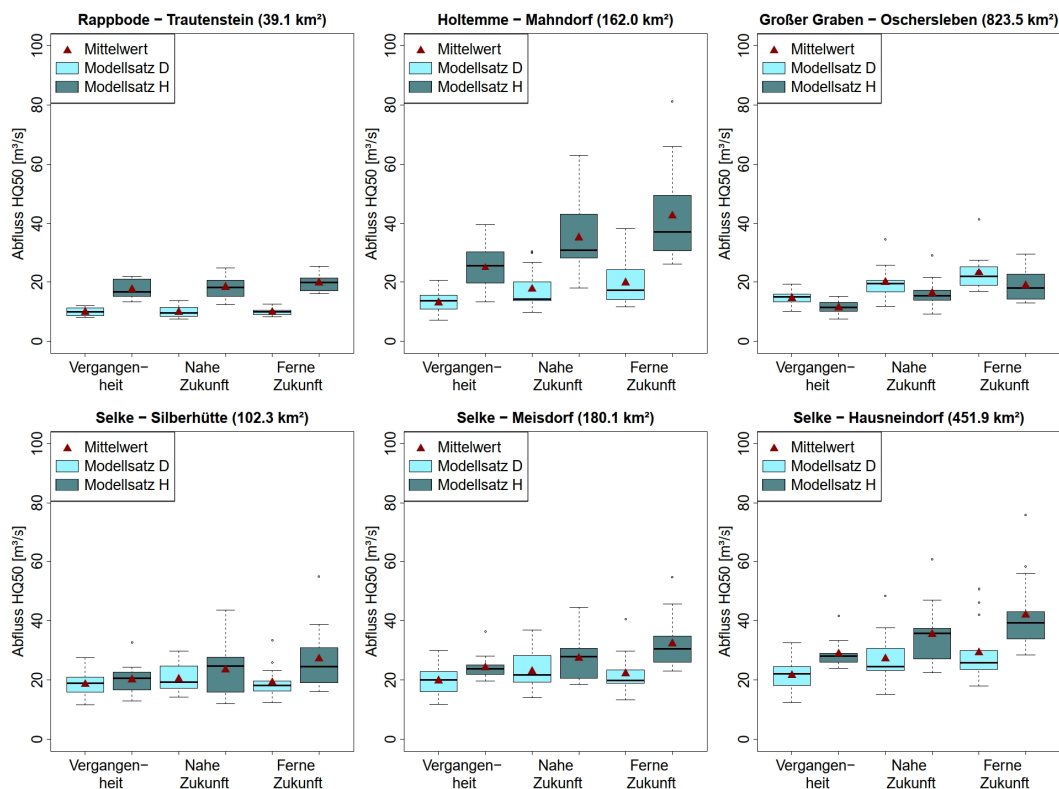 Rappbode − Trautenstein (39.1 km²)
Abfluss HQ50 [m³/s]
100
80
60
40
20
0
Mittelwert
Modellsatz D
Modellsatz H
Vergangen−
heit
Nahe
Zukunft
Ferne
Zukunft
Holtemme − Mahndorf (162.0 km²)
Abfluss HQ50 [m³/s]
100
80
60
40
20
0
Mittelwert
Modellsatz D
Modellsatz H
Vergangen−
heit
Nahe
Zukunft
Ferne
Zukunft
Großer Graben − Oschersleben (823.5 km²)
Abfluss HQ50 [m³/s]
100
80
60
40
20
0
Mittelwert
Modellsatz D
Modellsatz H
Vergangen−
heit
Nahe
Zukunft
Ferne
Zukunft
Selke − Silberhütte (102.3 km²)
Abfluss HQ50 [m³/s]
100
80
60
40
20
0
Mittelwert
Modellsatz D
Modellsatz H
Vergangen−
heit
Nahe
Zukunft
Ferne
Zukunft
Selke − Meisdorf (180.1 km²)
Abfluss HQ50 [m³/s]
100
80
60
40
20
0
Mittelwert
Modellsatz D
Modellsatz H
Vergangen−
heit
Nahe
Zukunft
Ferne
Zukunft
Selke − Hausneindorf (451.9 km²)
Abfluss HQ50 [m³/s]
100
80
60
40
20
0
Mittelwert
Modellsatz D
Modellsatz H
Vergangen−
heit
Nahe
Zukunft
Ferne
Zukunft